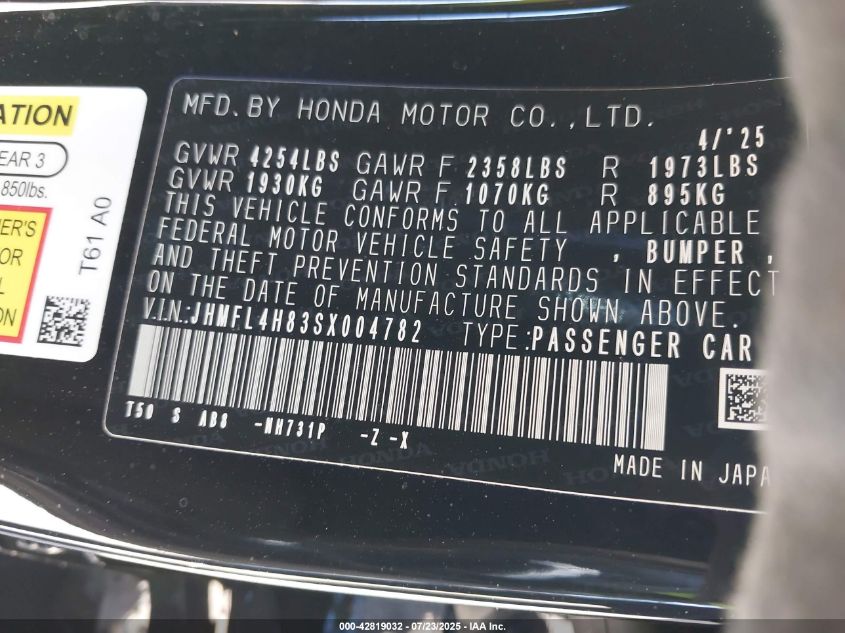 ATION
EAR 3
850lbs.
ER'S
OR
L
ON
T61 A0
MFD. BY HONDA MOTOR CO., LTD.
4/'25
GVWR 4254LBS GAWR F 2358LBS R 1973LBS
GVWR 1930KG GAWR F 1070KG R 895KG
THIS VEHICLE CONFORMS TO ALL APPLICABLE
FEDERAL MOTOR VEHICLE SAFETY , BUMPER ,
AND THEFT PREVENTION STANDARDS IN EFFECT
ON THE DATE OF MANUFACTURE SHOWN ABOVE.
V.I.N.:JHMFL4H83SX004782 TYPE:PASSENGER CAR
T50 S AB8 -NH731P -Z -X
MADE IN JAPA
000-42819032 - 07/23/2025 - IAA Inc.